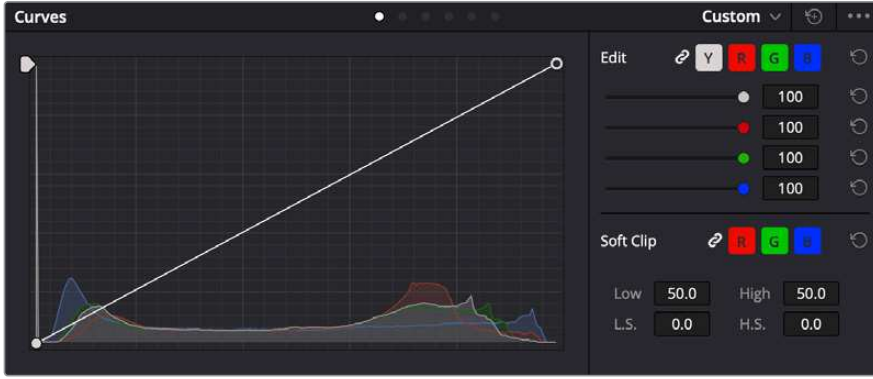 Curves Custom
Edit Y R G B
100
100
100
100
Soft Clip R G B
Low 50.0 High 50.0
L.S. 0.0 H.S. 0.0